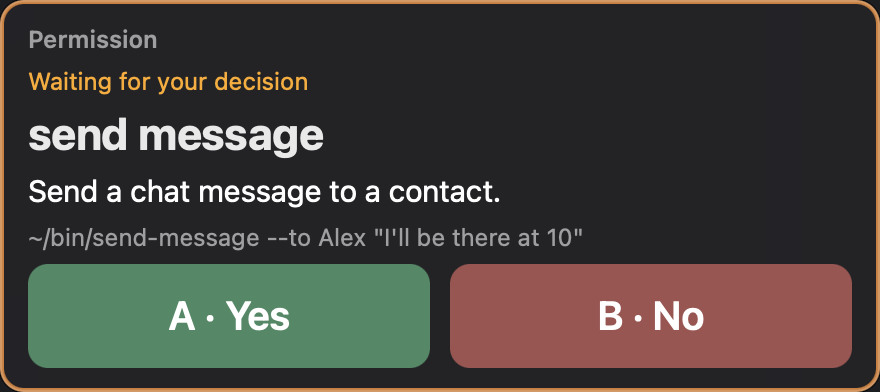 Permission
Waiting for your decision
send message
Send a chat message to a contact.
~/bin/send-message --to Alex "I'll be there at 10"
A · Yes
B · No